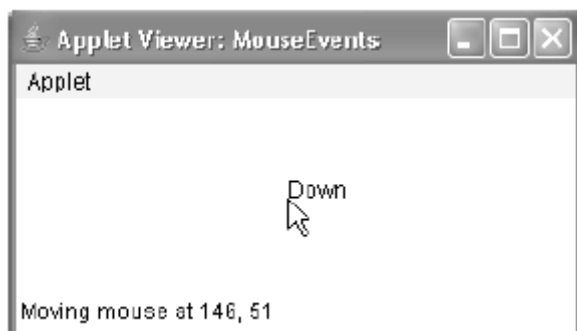 Applet Viewer: MouseEvents
Applet
Down
Moving mouse at 146, 51